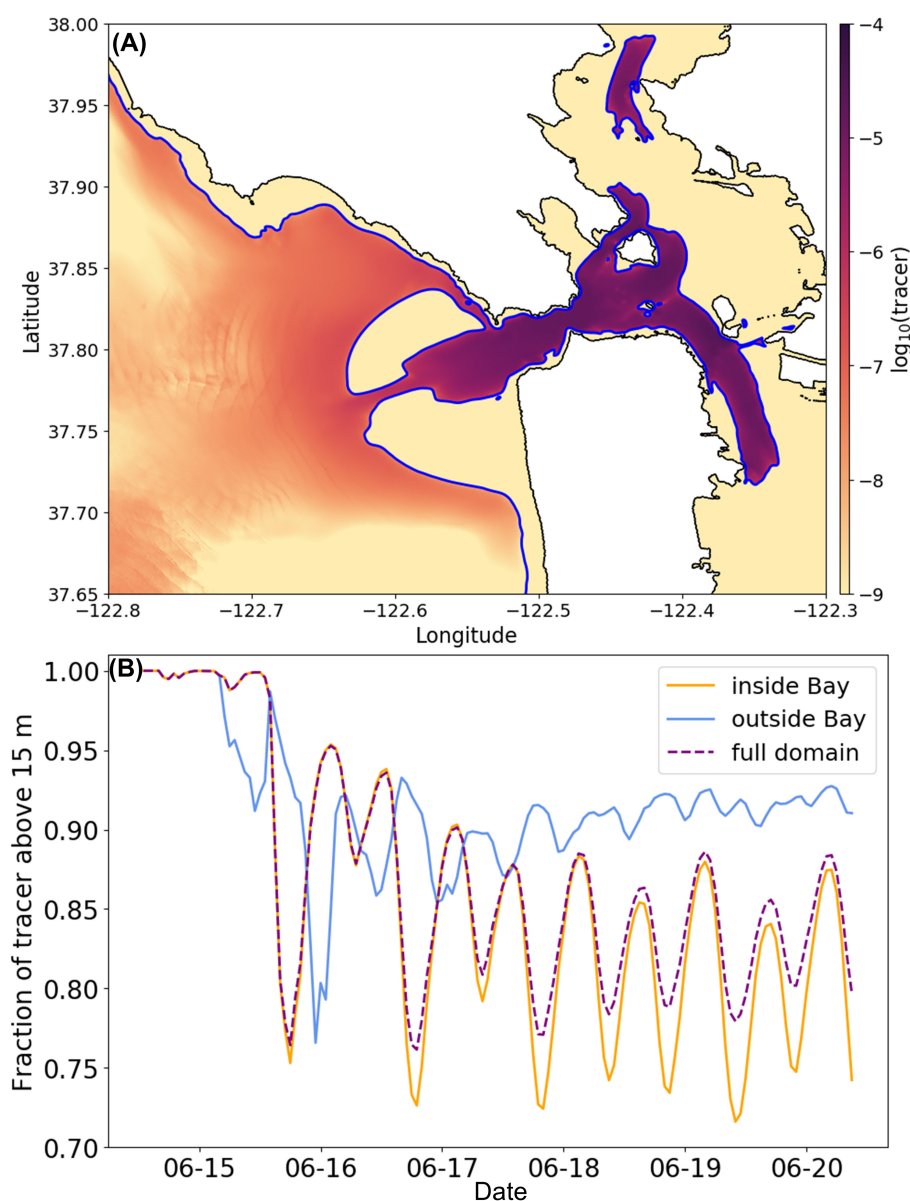 (A)
38.00
37.95
37.90
37.85
37.80
37.75
37.70
37.65
Latitude
−122.8 −122.7 −122.6 −122.5 −122.4 −122.3
Longitude
−4
−5
−6
−7
−8
−9
log10(tracer)
(B)
1.00
0.95
0.90
0.85
0.80
0.75
0.70
Fraction of tracer above 15 m
inside Bay
outside Bay
full domain
06-15 06-16 06-17 06-18 06-19 06-20
Date